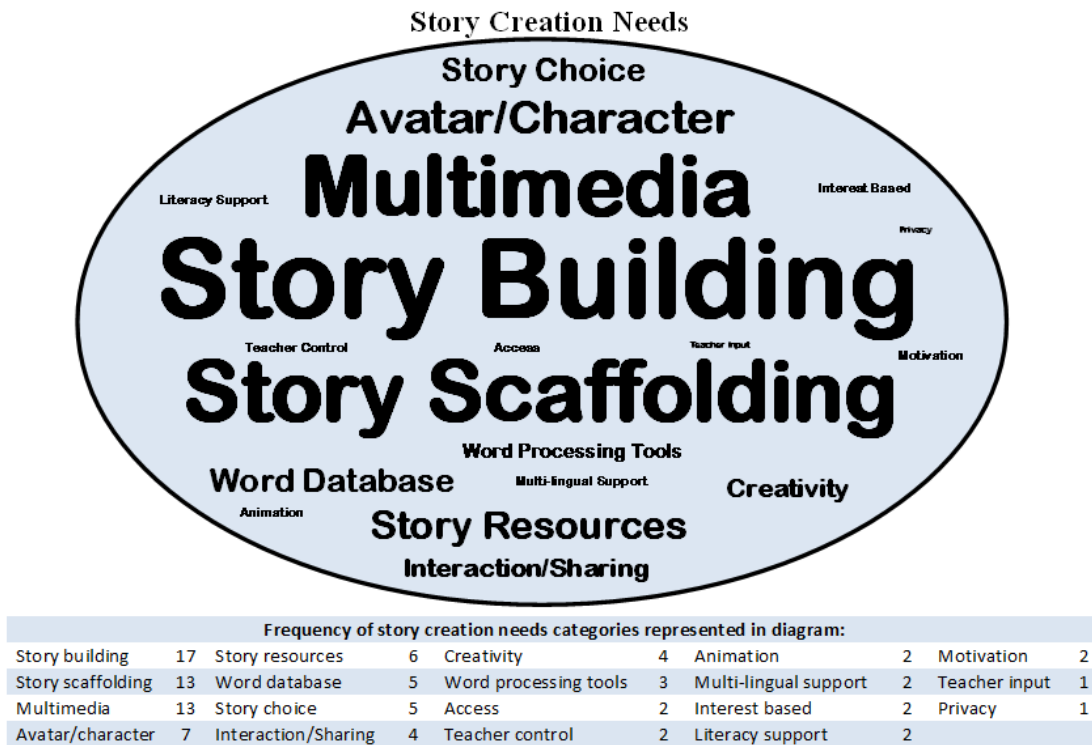 Story Creation Needs
Story Choice
Avatar/Character
Multimedia
Literacy Support
Interest Based
Privacy
Story Building
Teacher Control
Access
Teacher Input
Motivation
Story Scaffolding
Word Processing Tools
Word Database
Multi-lingual Support
Creativity
Animation
Story Resources
Interaction/Sharing
Frequency of story creation needs categories represented in diagram:
Story building 17 Story resources 6 Creativity 4 Animation 2 Motivation 2
Story scaffolding 13 Word database 5 Word processing tools 3 Multi-lingual support 2 Teacher input 1
Multimedia 13 Story choice 5 Access 2 Interest based 2 Privacy 1
Avatar/character 7 Interaction/Sharing 4 Teacher control 2 Literacy support 2